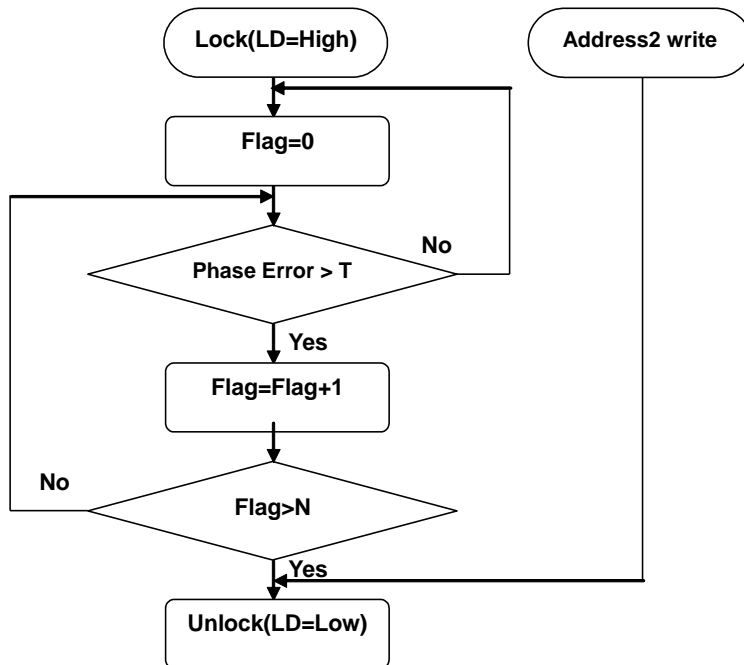 Lock(LD=High)
Address2 write
Flag=0
No
Phase Error > T
Yes
Flag=Flag+1
No
Flag>N
Yes
Unlock(LD=Low)